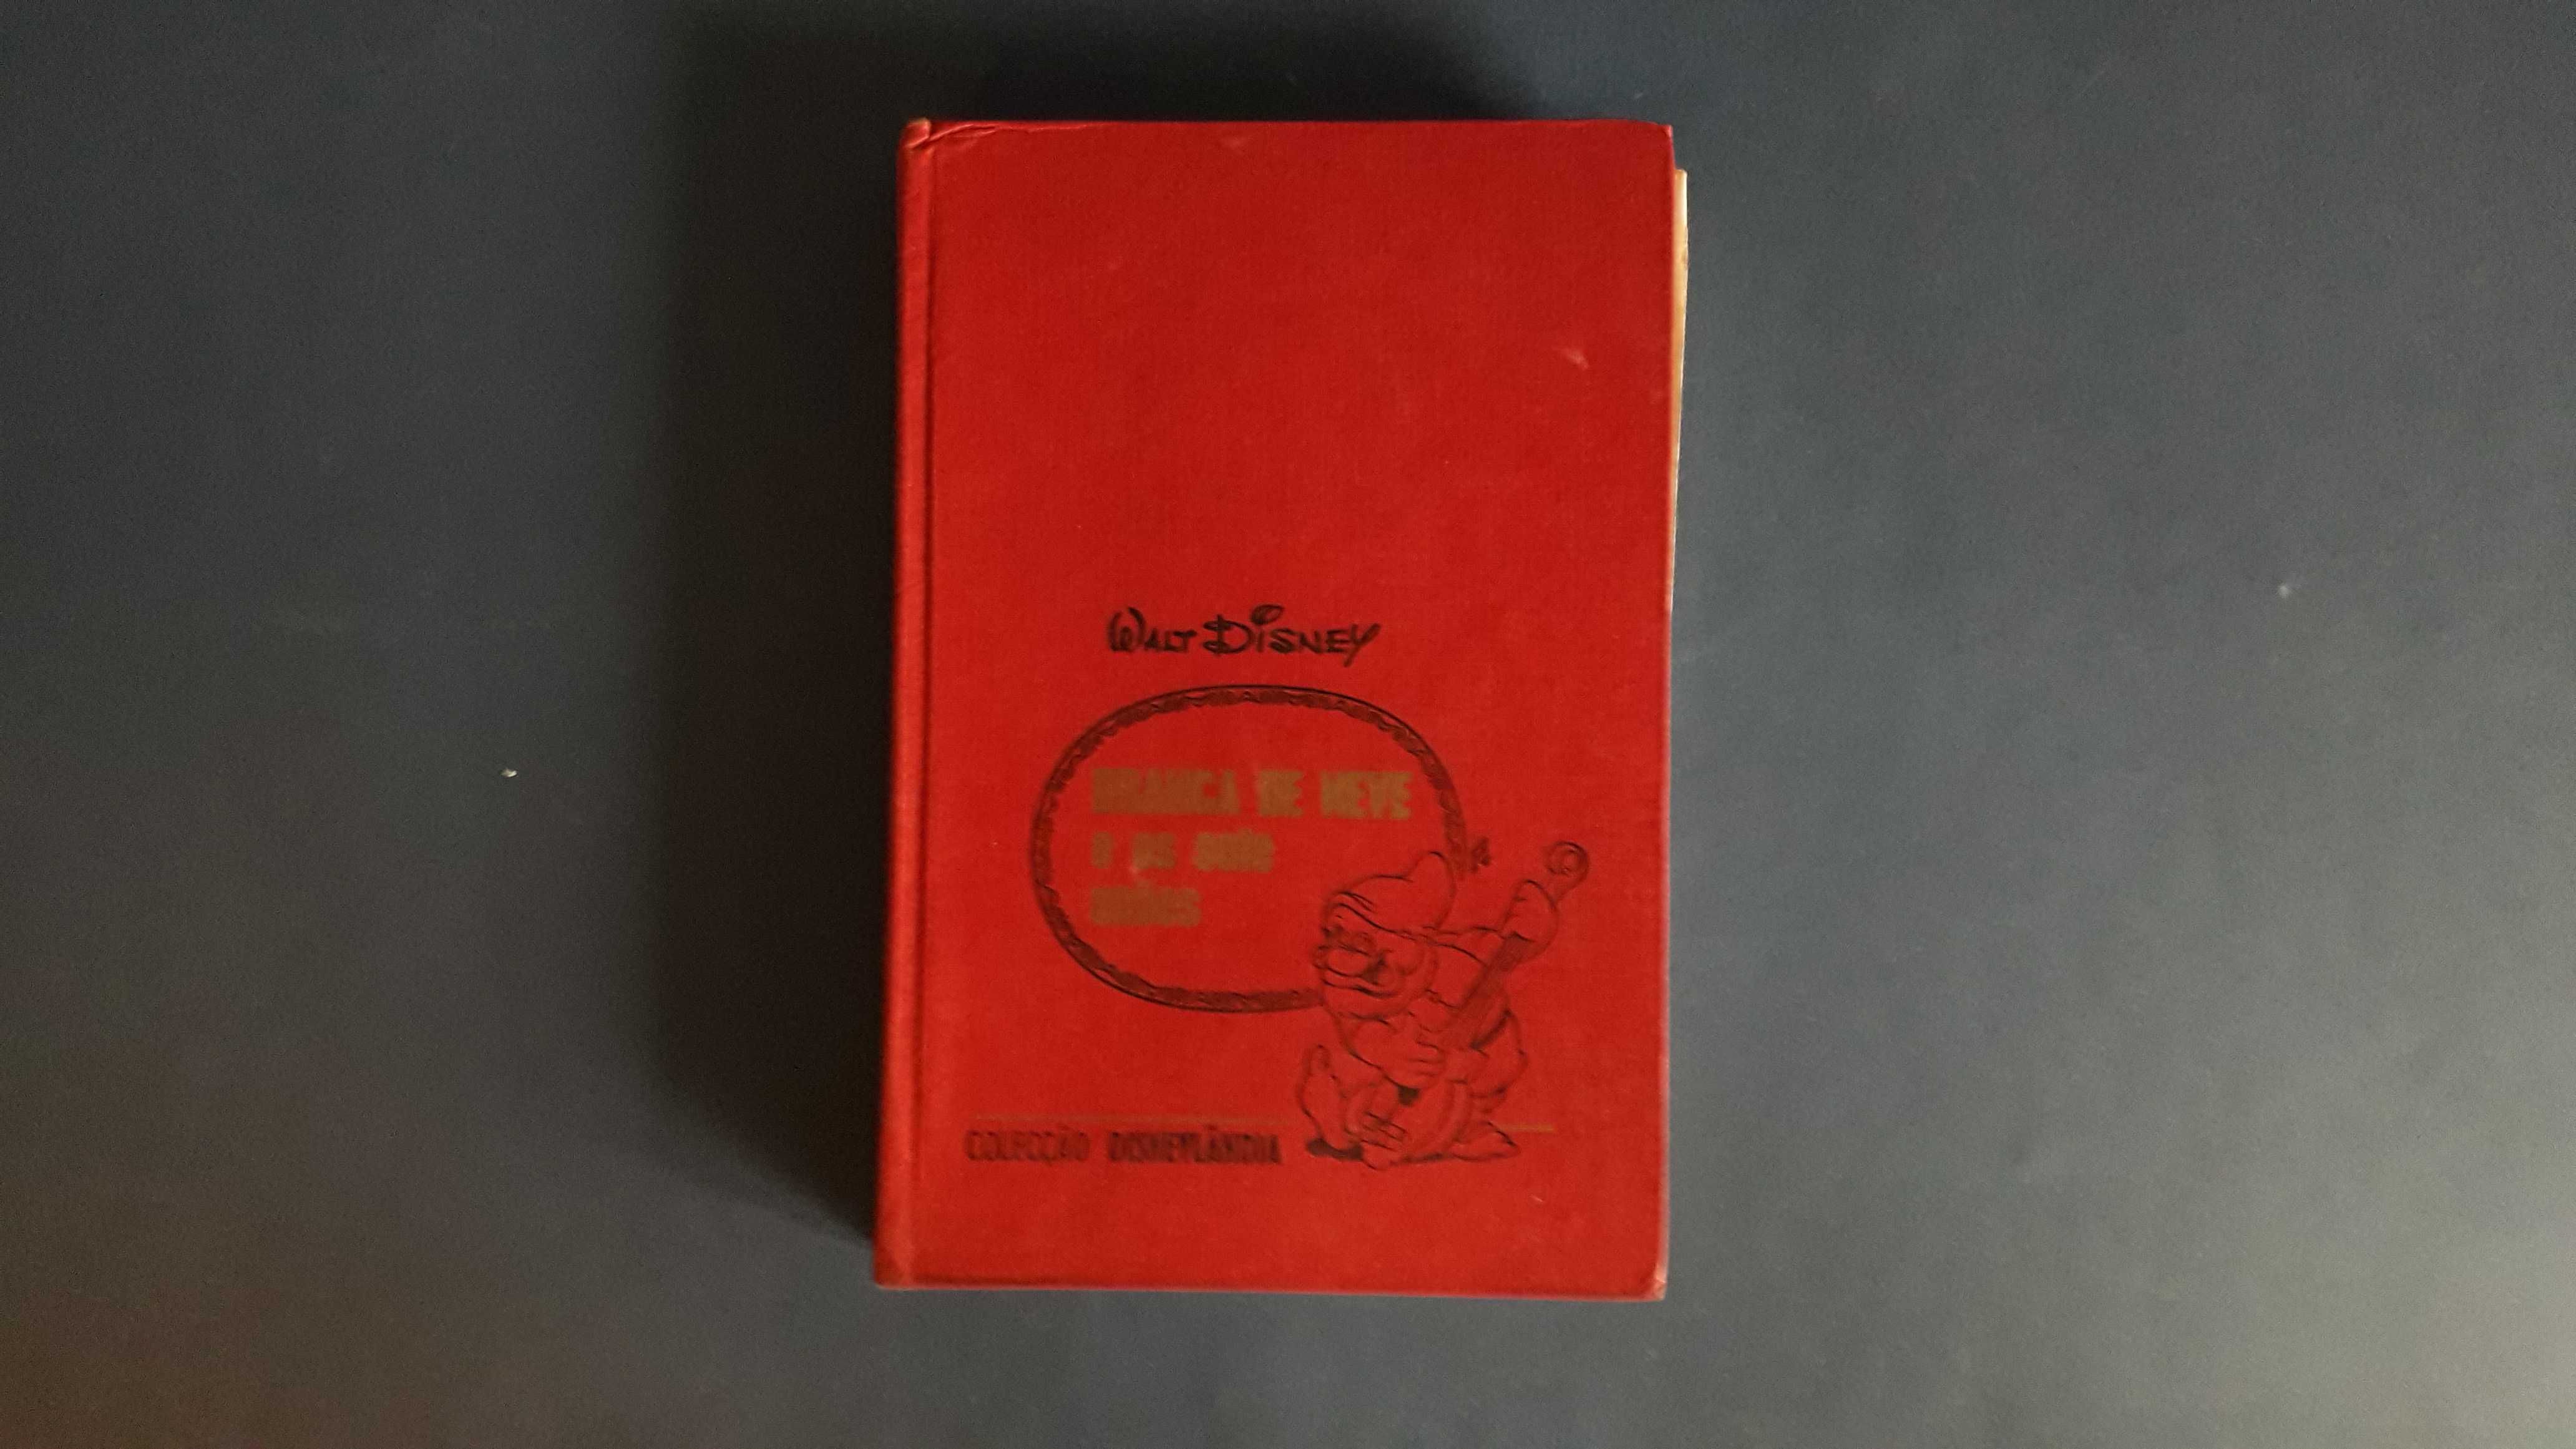 WALT DISNEY
BRANCA DE NEVE
e os sete
anões
COLECÇÃO DISNEYLÂNDIA